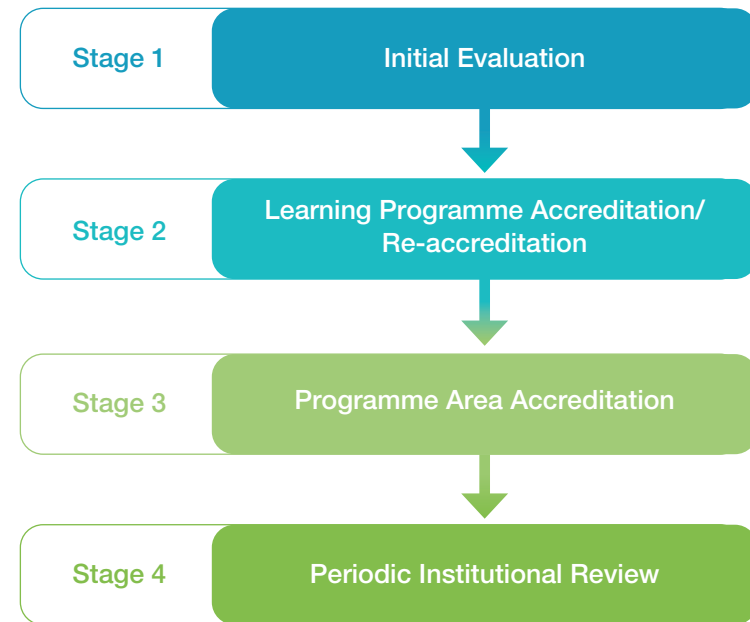 Stage 1
Initial Evaluation
Stage 2
Learning Programme Accreditation/
Re-accreditation
Stage 3
Programme Area Accreditation
Stage 4
Periodic Institutional Review